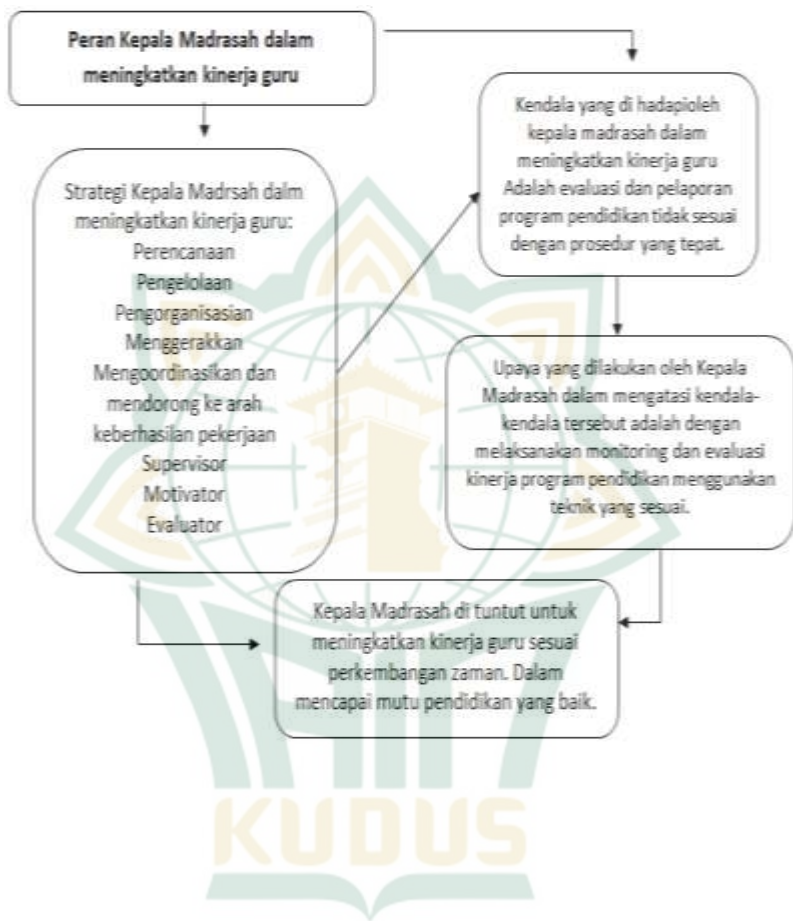 Peran Kepala Madrasah dalam
meningkatkan kinerja guru
Kendala yang di hadapioleh
kepala madrasah dalam
meningkatkan kinerja guru
Adalah evaluasi dan pelaporan
program pendidikan tidak sesuai
dengan prosedur yang tepat.
Strategi Kepala Madrsah dalm
meningkatkan kinerja guru:
Perencanaan
Pengelolaan
Pengorganisasian
Menggerakkan
Mengoordinasikan dan
mendorong ke arah
keberhasilan pekerjaan
Supervisor
Motivator
Evaluator
Upaya yang dilakukan oleh Kepala
Madrasah dalam mengatasi kendala-
kendala tersebut adalah dengan
melaksanakan monitoring dan evaluasi
kinerja program pendidikan menggunakan
teknik yang sesuai.
Kepala Madrasah di tuntut untuk
meningkatkan kinerja guru sesuai
perkembangan zaman. Dalam
mencapai mutu pendidikan yang baik.
KUDUS